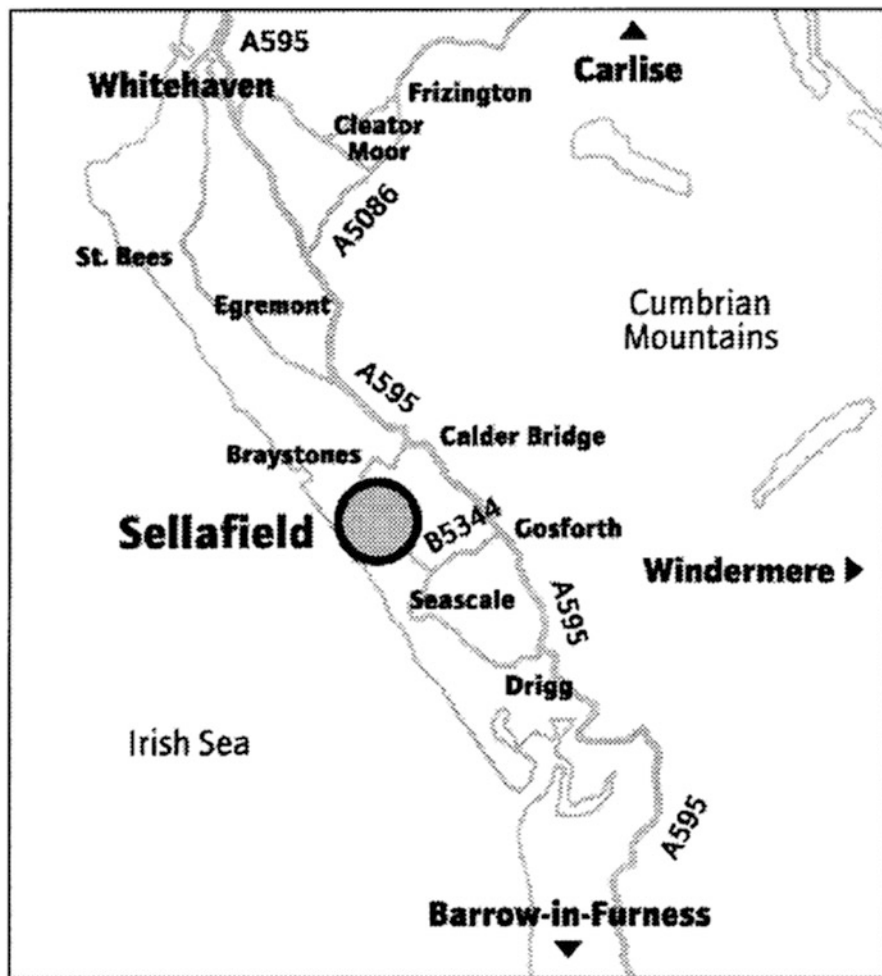 A595
Whitehaven
Carlise
Frizington
Cleator
Moor
A5086
St. Bees
Egremont
Cumbrian
Mountains
A595
Calder Bridge
Braystones
Sellafield
B5344
Gosforth
Windermere
Seascale
A595
Drigg
Irish Sea
A595
Barrow-in-Furness